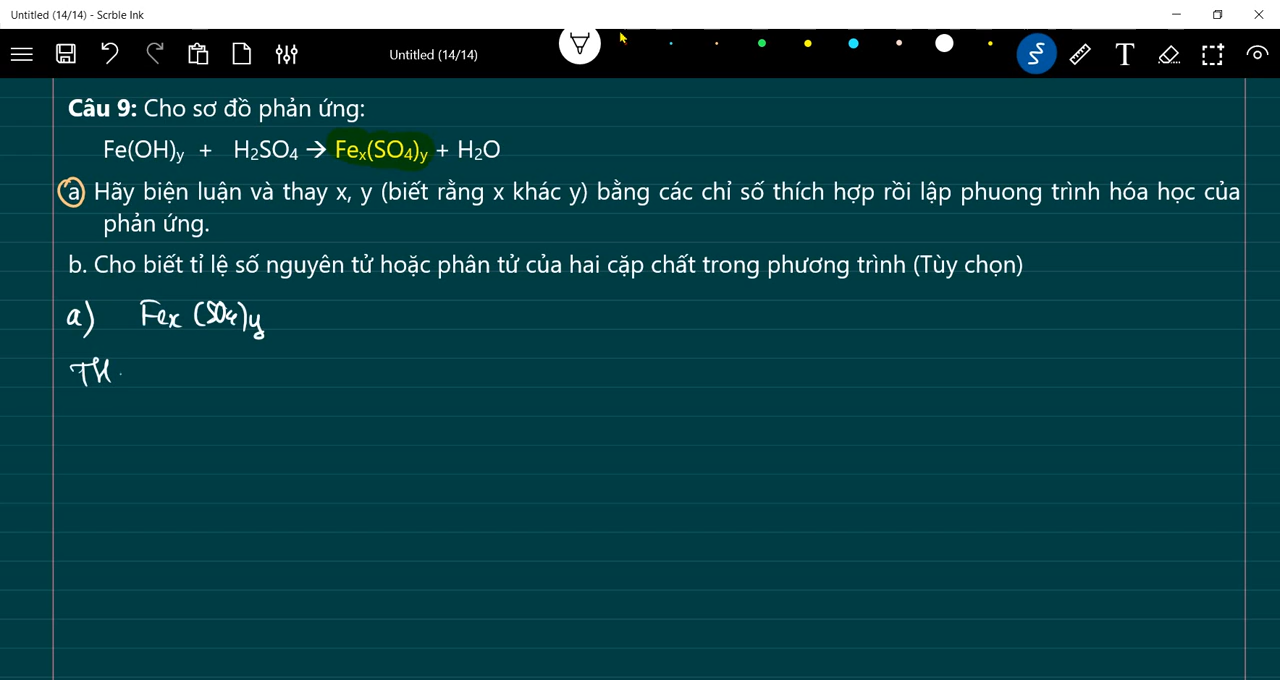 Untitled (14/14) - Scrble Ink
Untitled (14/14)
T
Câu 9: Cho sơ đồ phản ứng:
Fe(OH)y + H2SO4 → Fex(SO4)y + H2O
a Hãy biện luận và thay x, y (biết rằng x khác y) bằng các chỉ số thích hợp rồi lập phuong trình hóa học của
phản ứng.
b. Cho biết tỉ lệ số nguyên tử hoặc phân tử của hai cặp chất trong phương trình (Tùy chọn)
a) Fex (SO4)y
TH